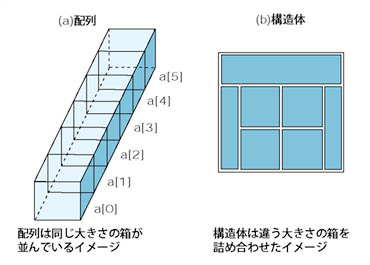 (a)配列
(b)構造体
a[5]
a[4]
a[3]
a[2]
a[1]
a[0]
配列は同じ大きさの箱が
並んでいるイメージ
構造体は違う大きさの箱を
詰め合わせたイメージ